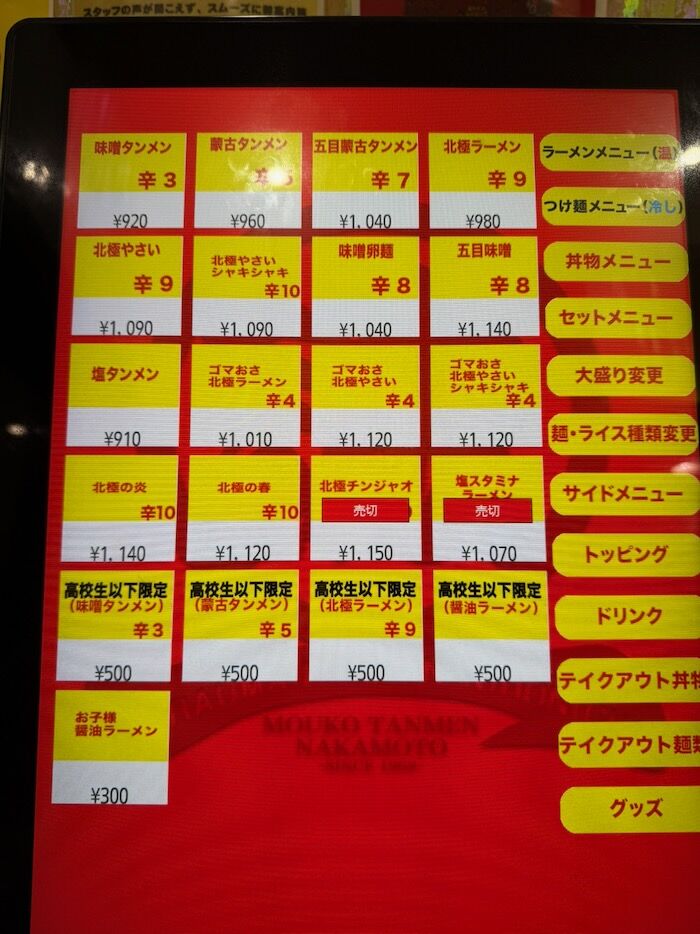 スタッフの声が聞こえず、スムーズに御案内
味噌タンメン
辛3
¥920
蒙古タンメン
辛5
¥960
五目蒙古タンメン
辛7
¥1,040
北極ラーメン
辛9
¥980
ラーメンメニュー(温)
つけ麺メニュー(冷し)
北極やさい
辛9
¥1,090
北極やさい
シャキシャキ
辛10
¥1,090
味噌卵麺
辛8
¥1,040
五目味噌
辛8
¥1,140
丼物メニュー
セットメニュー
塩タンメン
¥910
ゴマおさ
北極ラーメン
辛4
¥1,010
ゴマおさ
北極やさい
辛4
¥1,120
ゴマおさ
北極やさい
シャキシャキ
辛4
¥1,120
大盛り変更
麺・ライス種類変更
北極の炎
辛10
¥1,140
北極の春
辛10
¥1,120
北極チンジャオ
売切
¥1,150
塩スタミナ
ラーメン
売切
¥1,070
サイドメニュー
トッピング
高校生以下限定
(味噌タンメン)
辛3
¥500
高校生以下限定
(蒙古タンメン)
辛5
¥500
高校生以下限定
(北極ラーメン)
辛9
¥500
高校生以下限定
(醤油ラーメン)
¥500
ドリンク
テイクアウト丼物
お子様
醤油ラーメン
¥300
テイクアウト麺類
グッズ
MOUKO TANMEN
NAKAMOTO